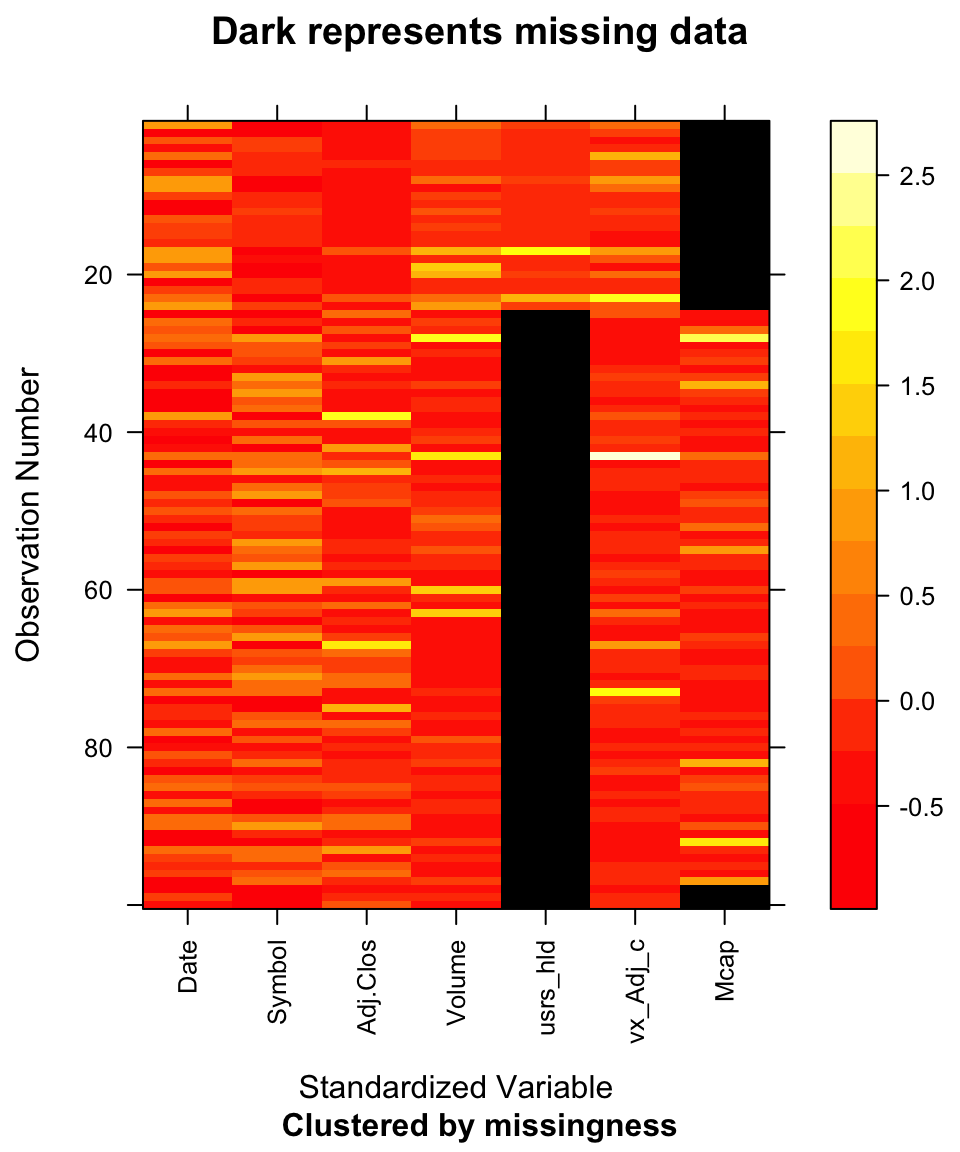 Dark represents missing data
Observation Number
20
40
60
80
2.5
2.0
1.5
1.0
0.5
0.0
-0.5
Date
Symbol
Adj.Clos
Volume
usrs_hld
vx_Adj_c
Mcap
Standardized Variable
Clustered by missingness